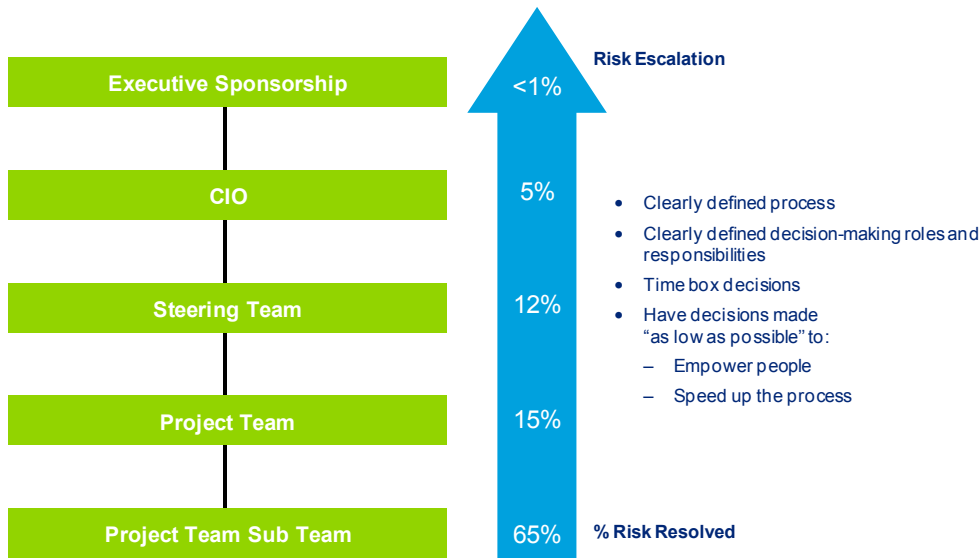 Executive Sponsorship
CIO
Steering Team
Project Team
Project Team Sub Team
<1%
5%
12%
15%
65%
Risk Escalation
• Clearly defined process
• Clearly defined decision-making roles and
responsibilities
• Time box decisions
• Have decisions made
“as low as possible” to:
– Empower people
– Speed up the process
% Risk Resolved